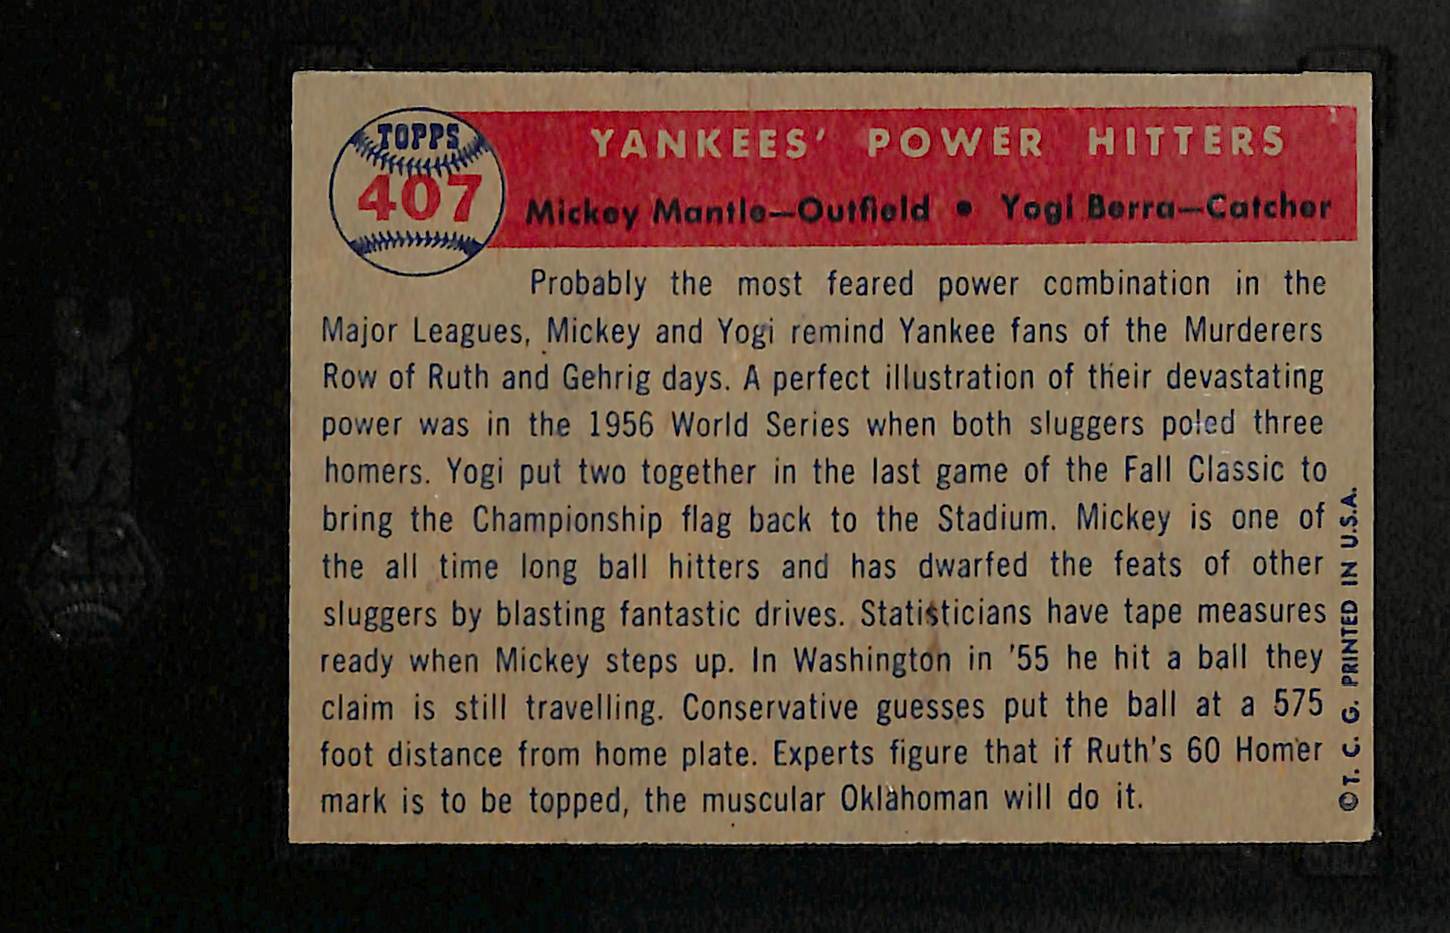 TOPPS
407
YANKEES' POWER HITTERS
Mickey Mantle—Outfield • Yogi Berra—Catcher
Probably the most feared power combination in the
Major Leagues, Mickey and Yogi remind Yankee fans of the Murderers
Row of Ruth and Gehrig days. A perfect illustration of their devastating
power was in the 1956 World Series when both sluggers poled three
homers. Yogi put two together in the last game of the Fall Classic to
bring the Championship flag back to the Stadium. Mickey is one of
the all time long ball hitters and has dwarfed the feats of other
sluggers by blasting fantastic drives. Statisticians have tape measures
ready when Mickey steps up. In Washington in '55 he hit a ball they
claim is still travelling. Conservative guesses put the ball at a 575
foot distance from home plate. Experts figure that if Ruth's 60 Homer
mark is to be topped, the muscular Oklahoman will do it.
© T. C. G. PRINTED IN U.S.A.